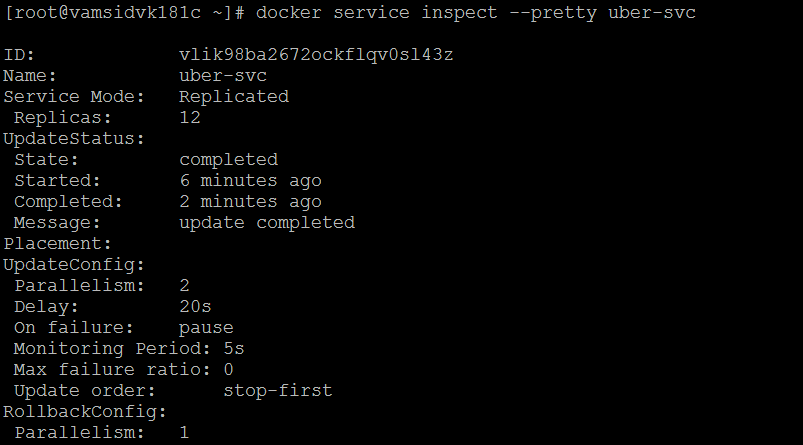 [root@vamsidvk181c ~]# docker service inspect --pretty uber-svc
ID: vlik98ba2672ockflqv0sl43z
Name: uber-svc
Service Mode: Replicated
Replicas: 12
UpdateStatus:
State: completed
Started: 6 minutes ago
Completed: 2 minutes ago
Message: update completed
Placement:
UpdateConfig:
Parallelism: 2
Delay: 20s
On failure: pause
Monitoring Period: 5s
Max failure ratio: 0
Update order: stop-first
RollbackConfig:
Parallelism: 1